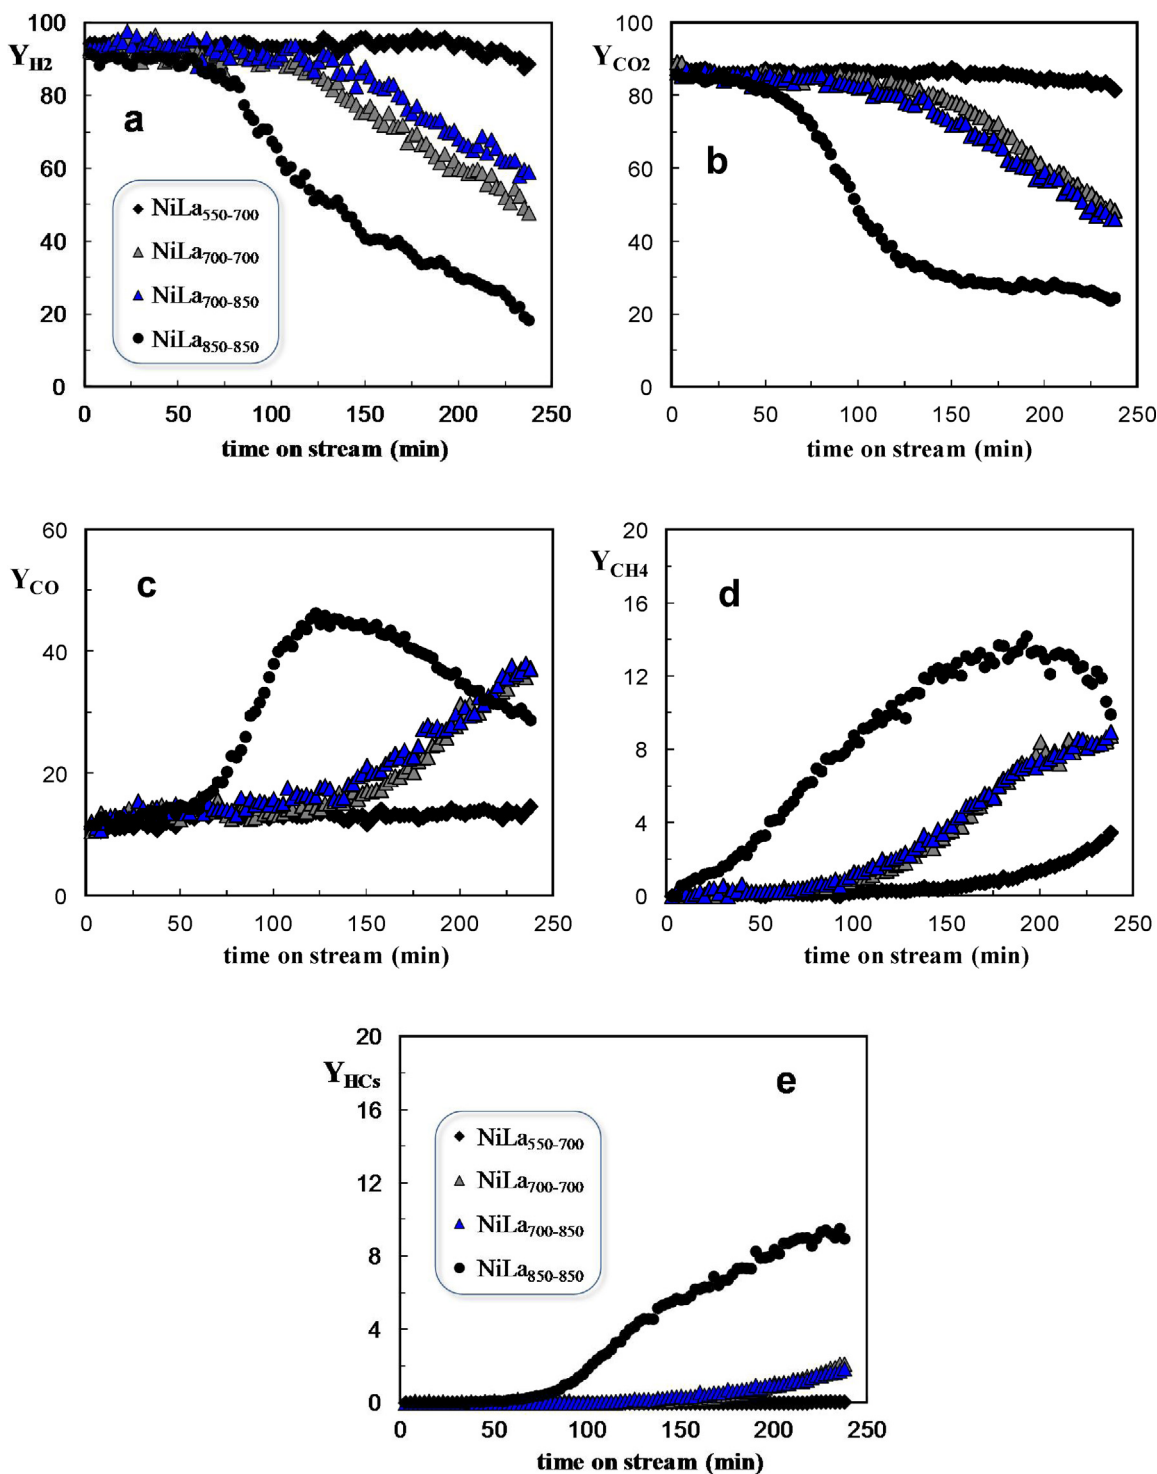 100
80
60
40
20
0
Y_H2
a
NiLa550-700
NiLa700-700
NiLa700-850
NiLa850-850
0 50 100 150 200 250
time on stream (min)
100
80
60
40
20
0
Y_CO2
b
0 50 100 150 200 250
time on stream (min)
60
40
20
0
Y_CO
c
0 50 100 150 200 250
time on stream (min)
20
16
12
8
4
0
Y_CH4
d
0 50 100 150 200 250
time on stream (min)
20
16
12
8
4
0
Y_HCs
e
NiLa550-700
NiLa700-700
NiLa700-850
NiLa850-850
0 50 100 150 200 250
time on stream (min)